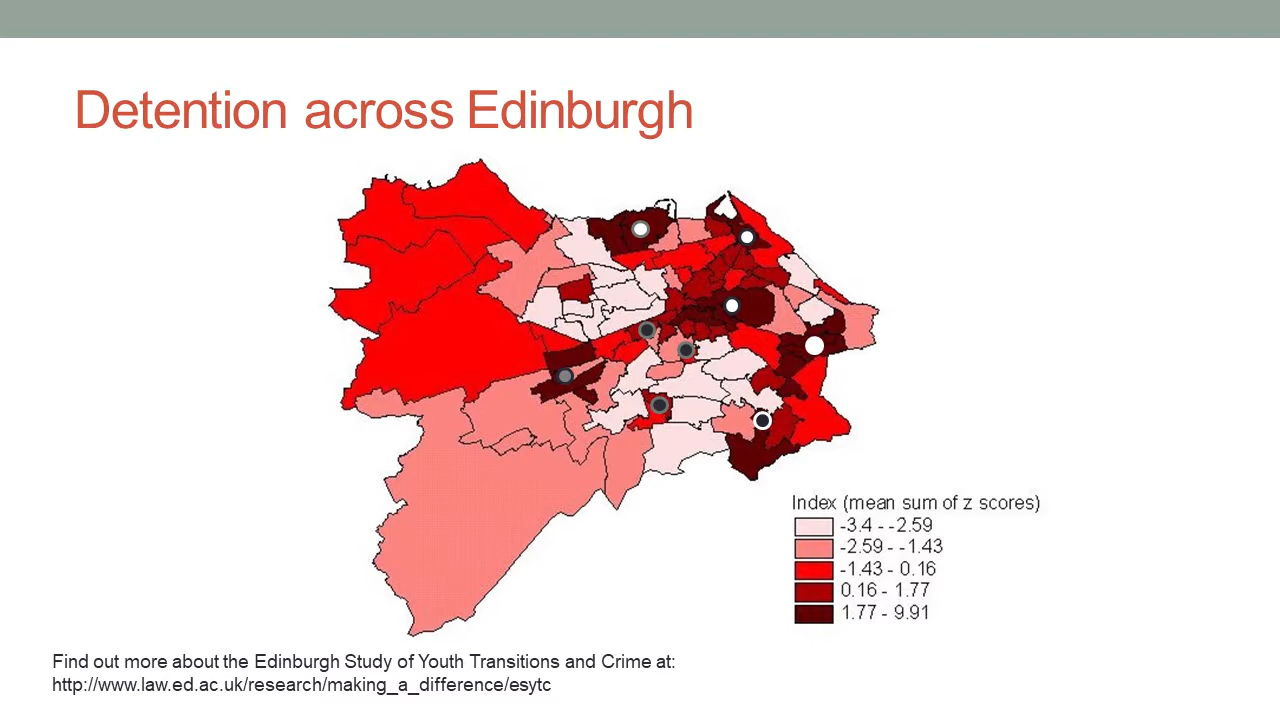 Detention across Edinburgh
Index (mean sum of z scores)
-3.4 - -2.59
-2.59 - -1.43
-1.43 - 0.16
0.16 - 1.77
1.77 - 9.91
Find out more about the Edinburgh Study of Youth Transitions and Crime at:
http://www.law.ed.ac.uk/research/making_a_difference/esytc